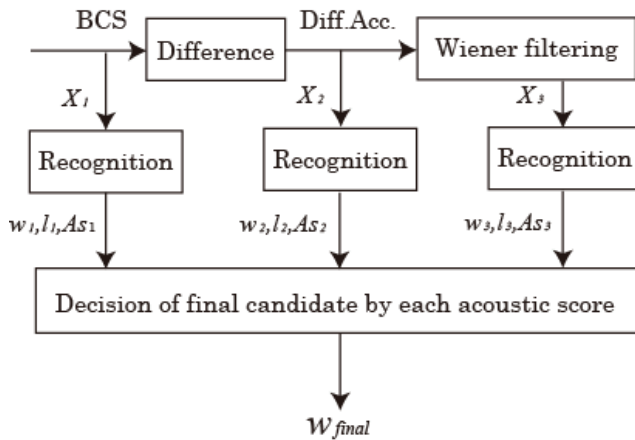 BCS
Diff.Acc.
Difference
Wiener filtering
X1
X2
X3
Recognition
Recognition
Recognition
w1,l1,As1
w2,l2,As2
w3,l3,As3
Decision of final candidate by each acoustic score
wfinal